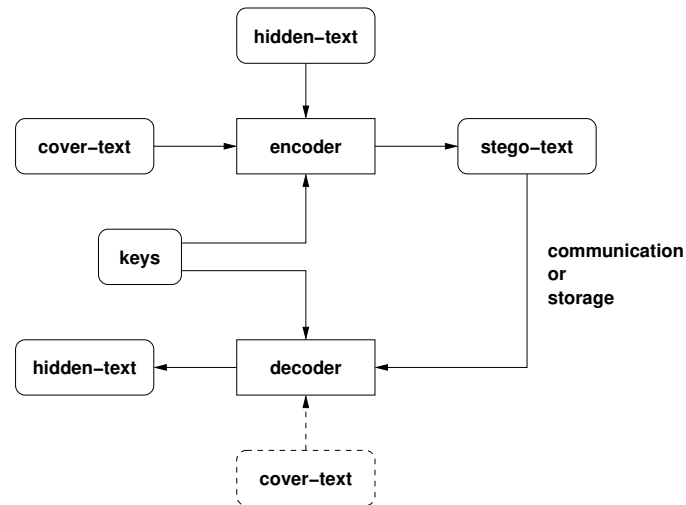 hidden-text
cover-text
encoder
stego-text
keys
communication
or
storage
hidden-text
decoder
cover-text